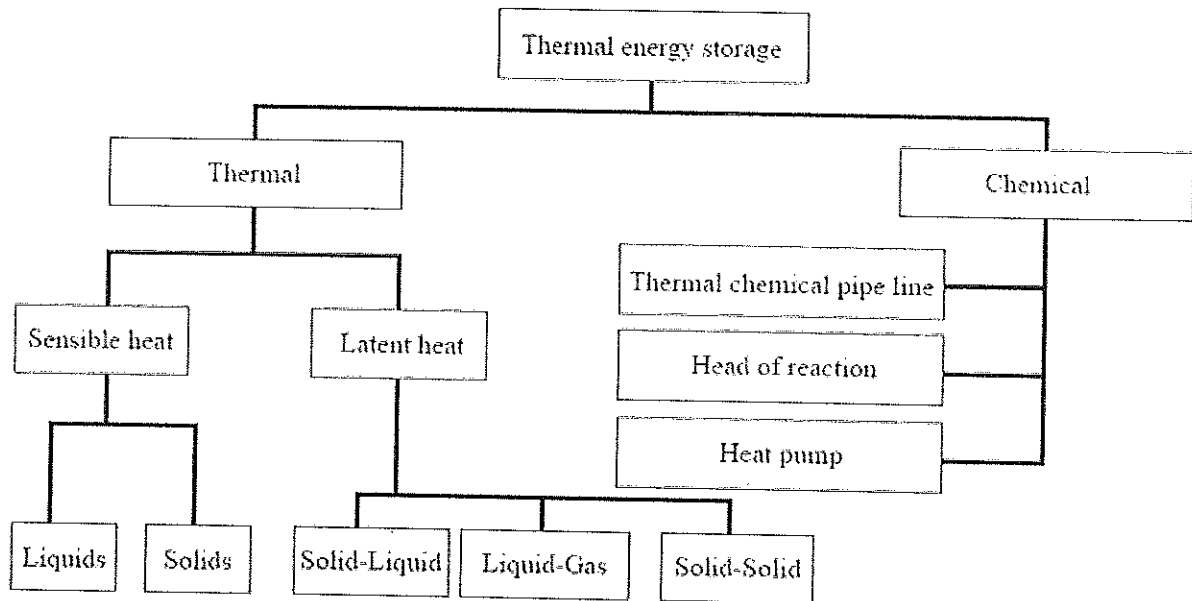 Thermal energy storage
Thermal
Chemical
Thermal chemical pipe line
Sensible heat
Latent heat
Head of reaction
Heat pump
Liquids
Solids
Solid-Liquid
Liquid-Gas
Solid-Solid